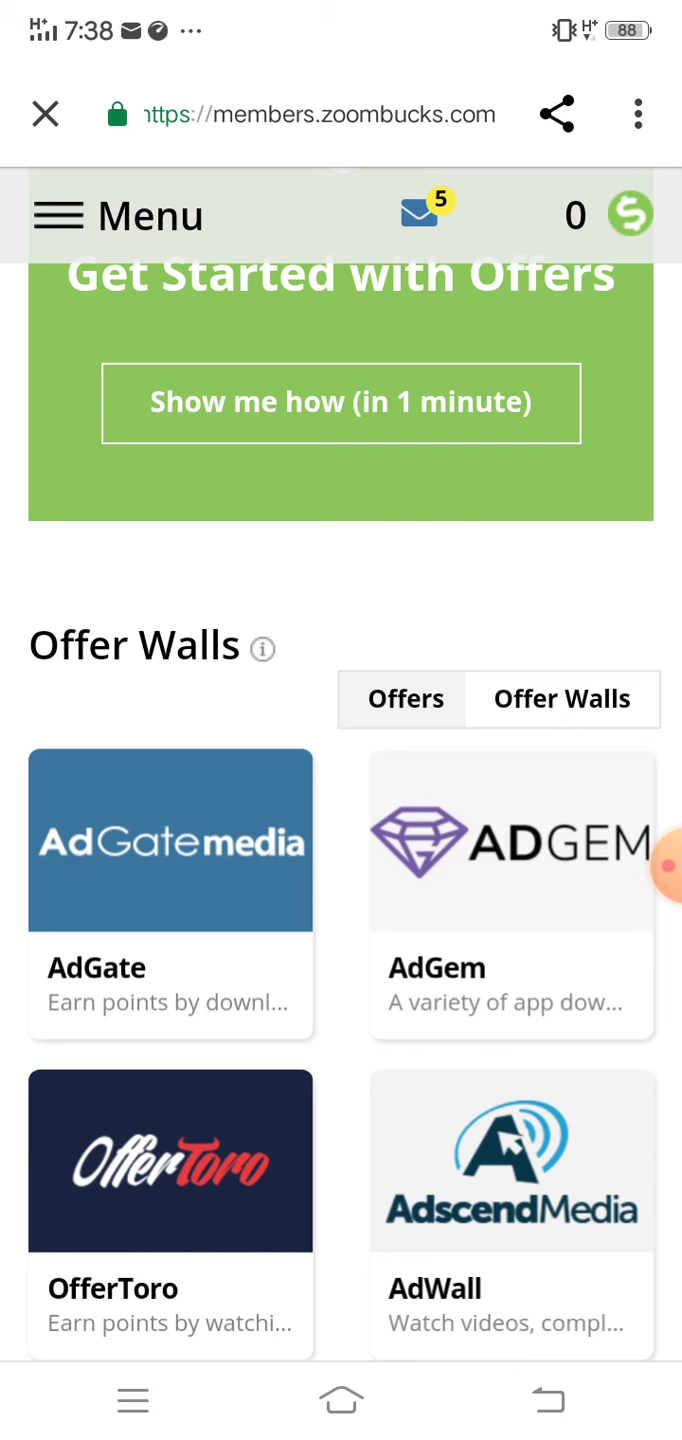 H+ 7:38 ... H+ 88
https://members.zoombucks.com
Menu 5 0
Get Started with Offers
Show me how (in 1 minute)
Offer Walls
Offers Offer Walls
AdGatemedia ADGEM
AdGate AdGem
Earn points by downl... A variety of app dow...
OfferToro AdscendMedia
OfferToro AdWall
Earn points by watchi... Watch videos, compl...